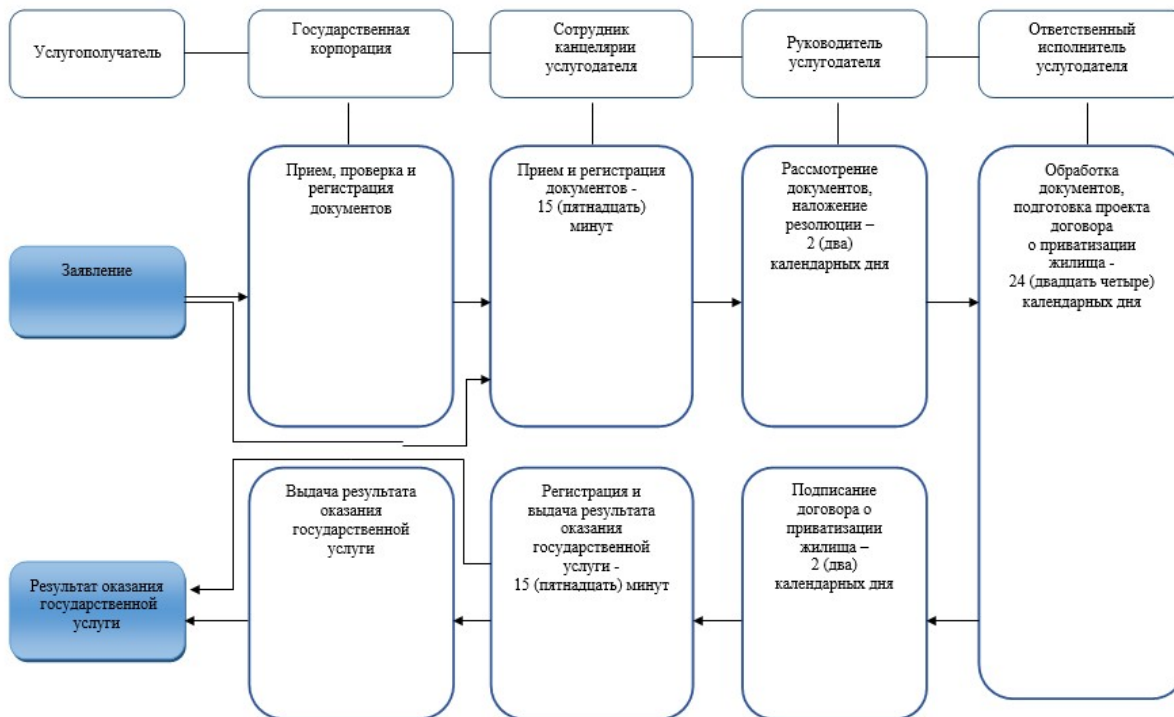 Услугополучатель
Государственная
корпорация
Сотрудник
канцелярии
услугодателя
Руководитель
услугодателя
Ответственный
исполнитель
услугодателя
Заявление
Прием, проверка и
регистрация
документов
Прием и регистрация
документов -
15 (пятнадцать)
минут
Рассмотрение
документов,
наложение
резолюции –
2 (два)
календарных дня
Обработка
документов,
подготовка проекта
договора
о приватизации
жилища -
24 (двадцать четыре)
календарных дня
Результат оказания
государственной
услуги
Выдача результата
оказания
государственной
услуги
Регистрация и
выдача результата
оказания
государственной
услуги -
15 (пятнадцать) минут
Подписание
договора о
приватизации
жилища –
2 (два)
календарных дня